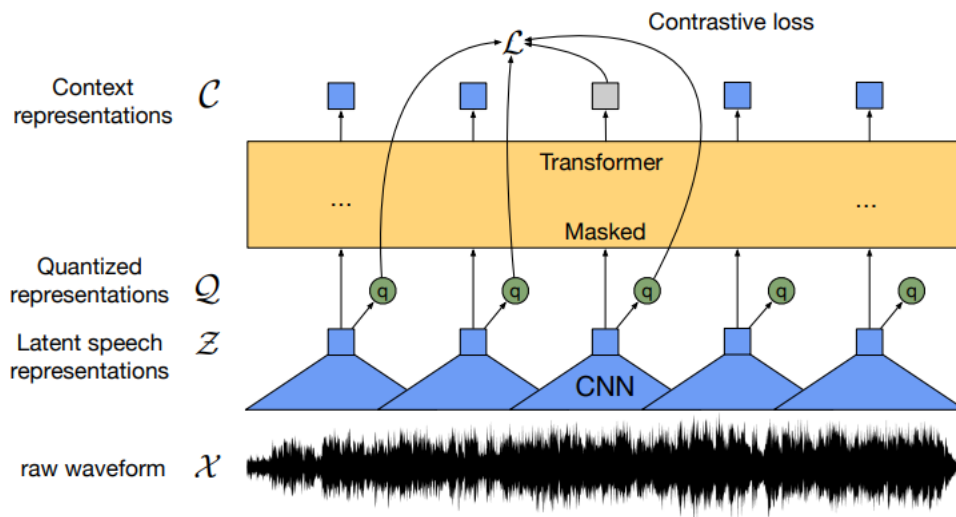 Contrastive loss
ℒ
Context
representations
𝒞
Transformer
... ...
Masked
Quantized
representations
𝒬
q q q q q
Latent speech
representations
𝒵
CNN
raw waveform
𝒳